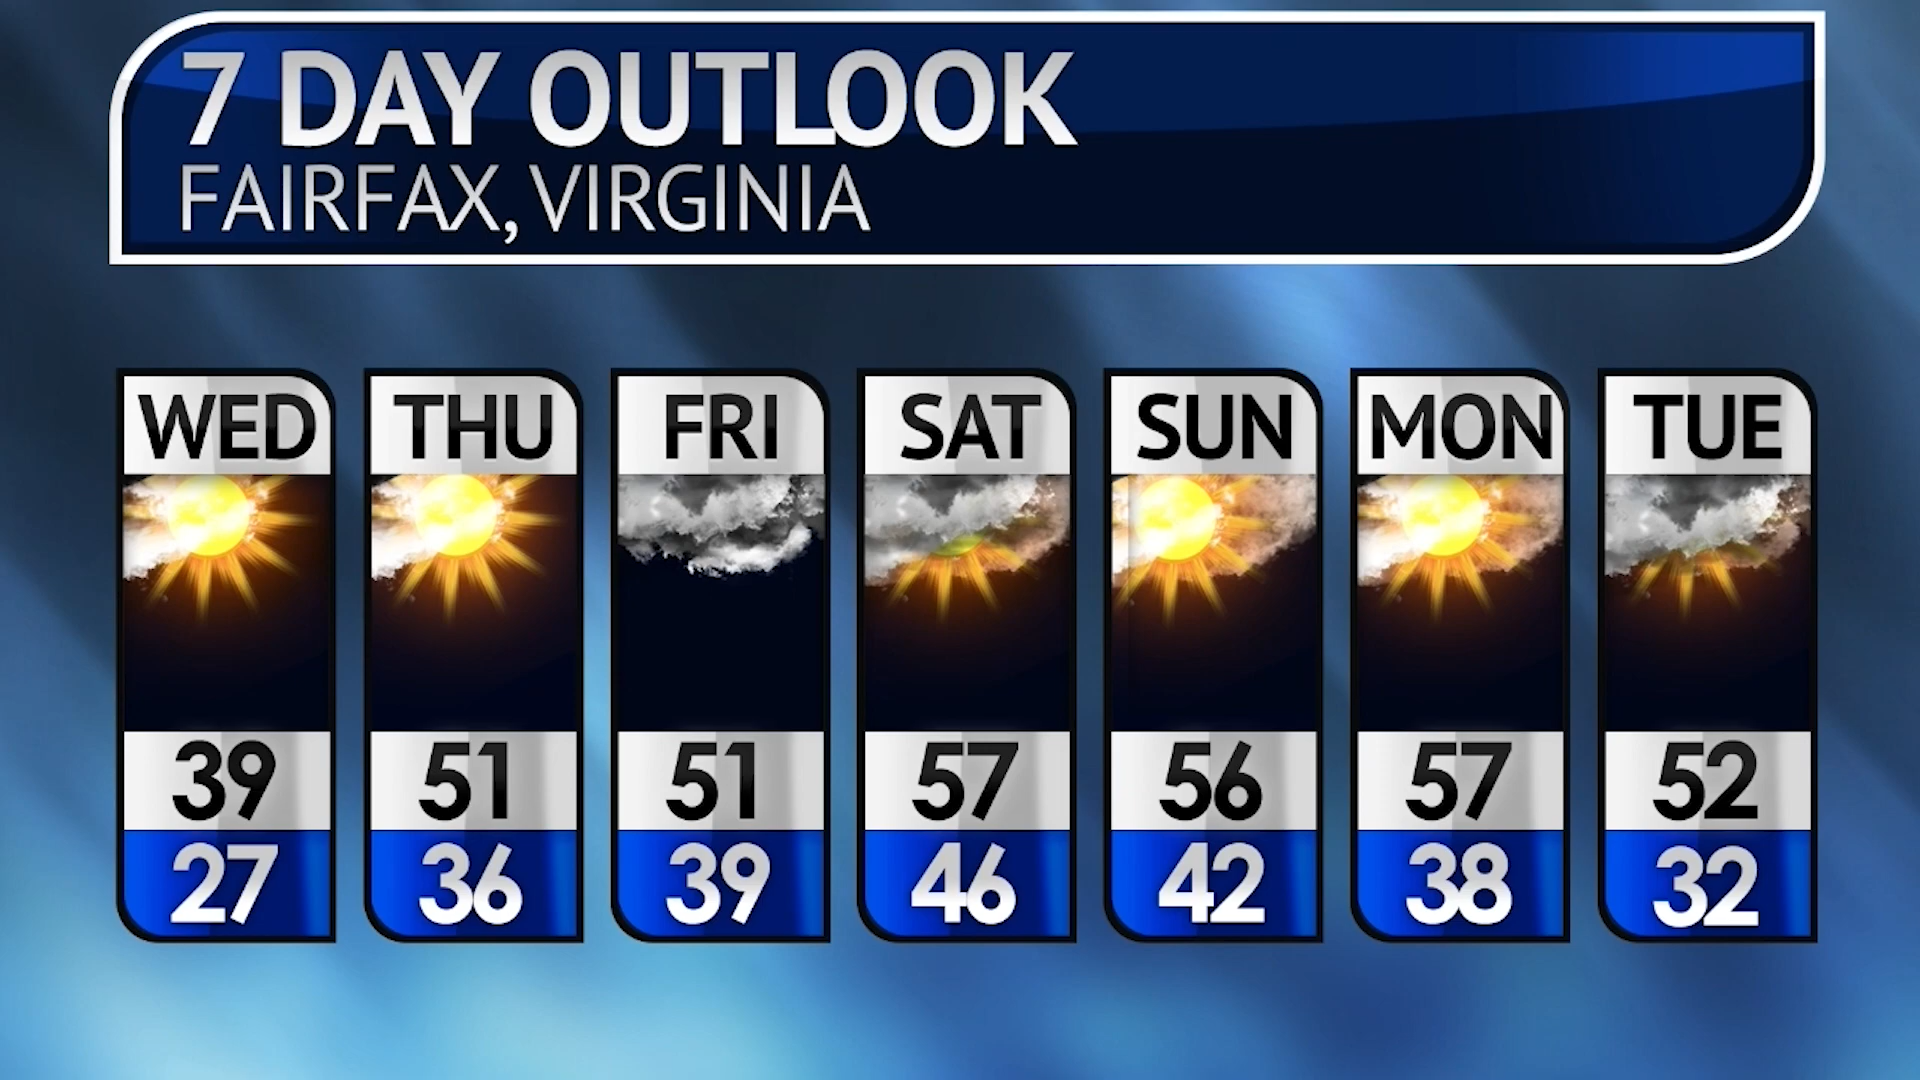 7 DAY OUTLOOK
FAIRFAX, VIRGINIA
WED THU FRI SAT SUN MON TUE
39 51 51 57 56 57 52
27 36 39 46 42 38 32